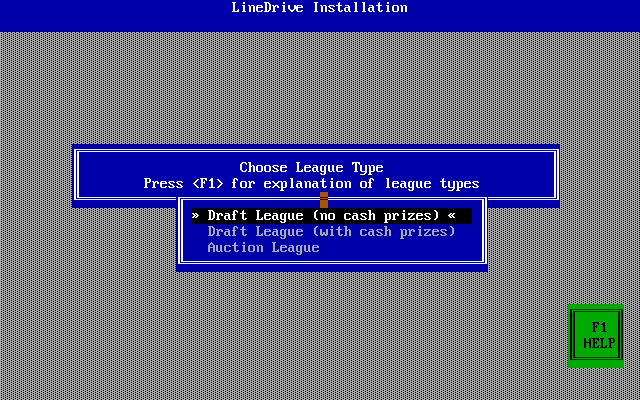 LineDrive Installation
Choose League Type
Press <F1> for explanation of league types
» Draft League (no cash prizes) «
Draft League (with cash prizes)
Auction League
F1
HELP